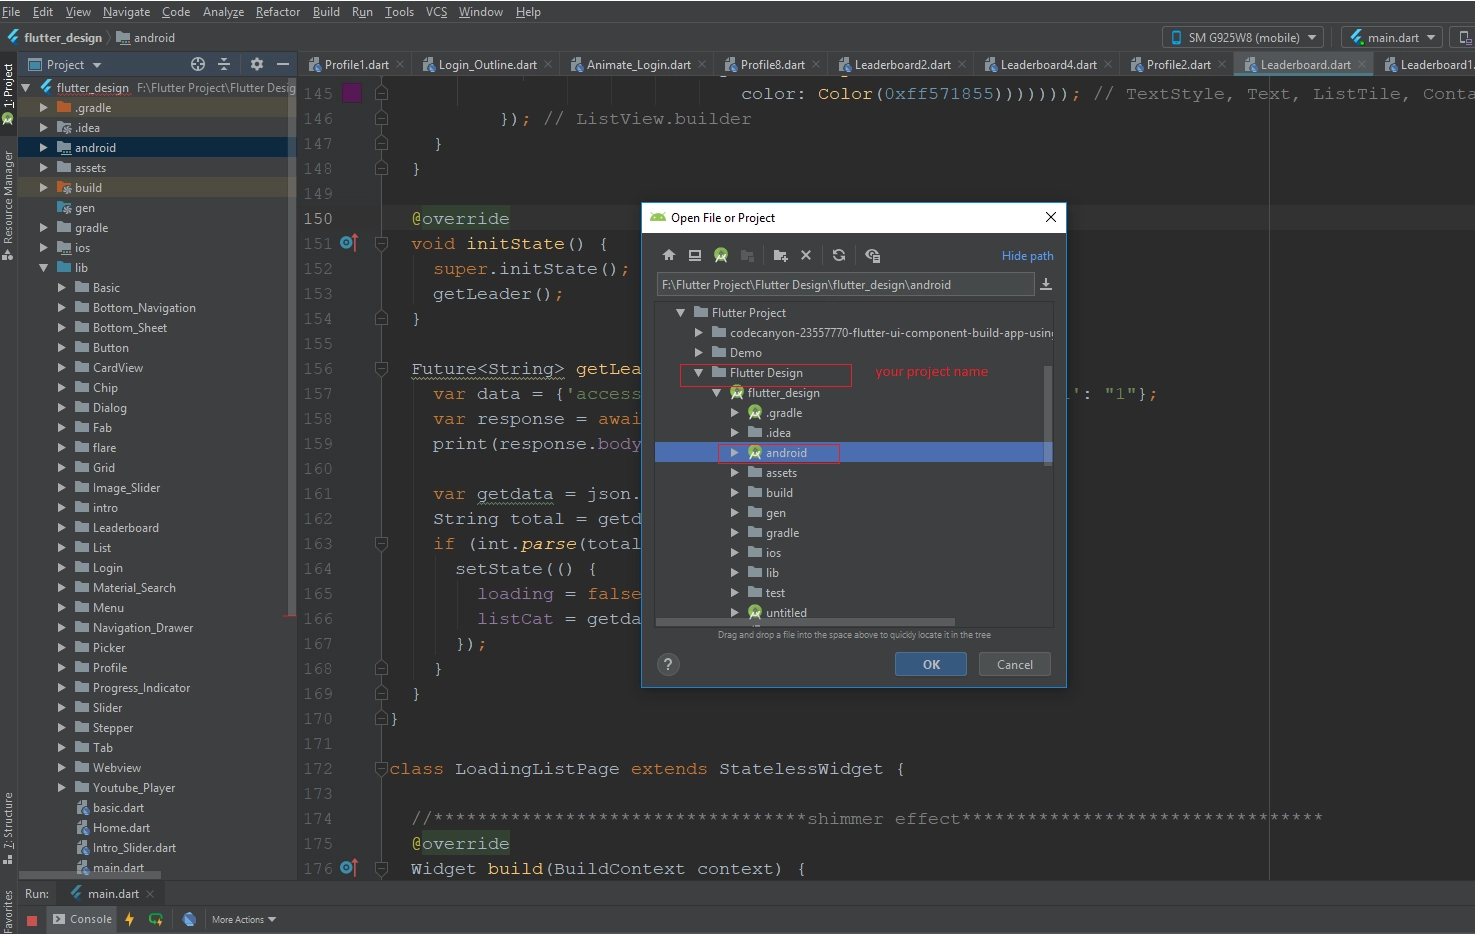 File Edit View Navigate Code Analyze Refactor Build Run Tools VCS Window Help
flutter_design android
SM G925W8 (mobile) main.dart
1: Project
Resource Manager
7: Structure
Favorites
Project
Profile1.dart Login_Outline.dart Animate_Login.dart Profile8.dart Leaderboard2.dart Leaderboard4.dart Profile2.dart Leaderboard.dart Leaderboard1.
flutter_design F:\Flutter Project\Flutter Desig
.gradle
.idea
android
assets
build
gen
gradle
ios
lib
Basic
Bottom_Navigation
Bottom_Sheet
Button
CardView
Chip
Dialog
Fab
flare
Grid
Image_Slider
intro
Leaderboard
List
Login
Material_Search
Menu
Navigation_Drawer
Picker
Profile
Progress_Indicator
Slider
Stepper
Tab
Webview
Youtube_Player
basic.dart
Home.dart
Intro_Slider.dart
main.dart
145 color: Color(0xff571855))))))); // TextStyle, Text, ListTile, Conta
146 }); // ListView.builder
147 }
148 }
149
150 @override
151 void initState() {
152 super.initState();
153 getLeader();
154 }
155
156 Future<String> getLea
157 var data = {'access ': "1"};
158 var response = awai
159 print(response.body
160
161 var getdata = json.
162 String total = getd
163 if (int.parse(total
164 setState(() {
165 loading = false
166 listCat = getda
167 });
168 }
169 }
170 }
171
172 class LoadingListPage extends StatelessWidget {
173
174 //**********************************shimmer effect*********************************
175 @override
176 Widget build(BuildContext context) {
Open File or Project
Hide path
F:\Flutter Project\Flutter Design\flutter_design\android
Flutter Project
codecanyon-23557770-flutter-ui-component-build-app-using
Demo
Flutter Design your project name
flutter_design
.gradle
.idea
android
assets
build
gen
gradle
ios
lib
test
untitled
Drag and drop a file into the space above to quickly locate it in the tree
? OK Cancel
Run: main.dart
Console More Actions